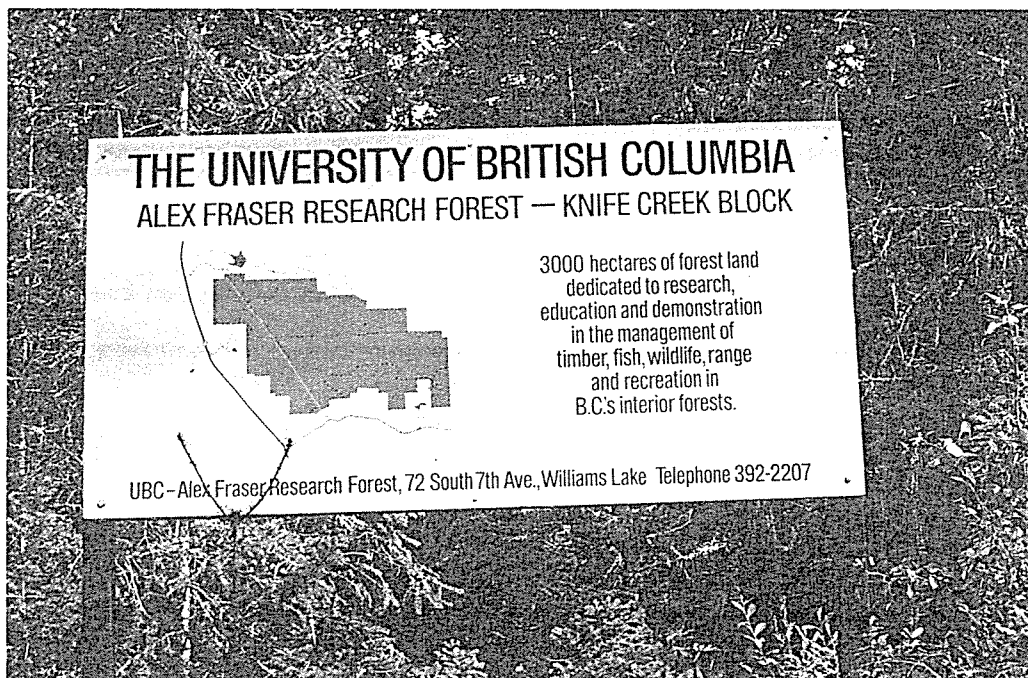 THE UNIVERSITY OF BRITISH COLUMBIA
ALEX FRASER RESEARCH FOREST — KNIFE CREEK BLOCK
3000 hectares of forest land
dedicated to research,
education and demonstration
in the management of
timber, fish, wildlife, range
and recreation in
B.C.'s interior forests.
UBC-Alex Fraser Research Forest, 72 South 7th Ave., Williams Lake Telephone 392-2207